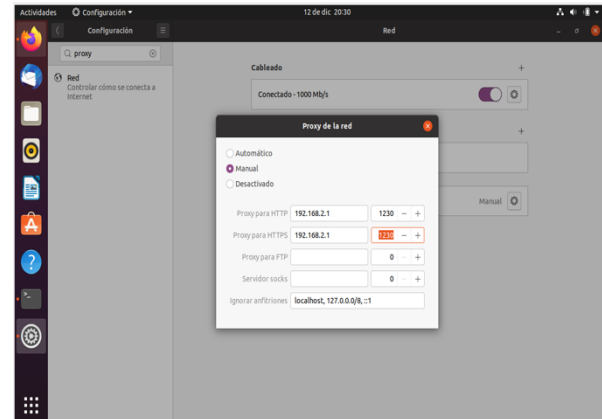 Actividades
Configuración
12 de dic 20:30
Configuración
Red
proxy
Red
Controlar cómo se conecta a
Internet
Cableado
+
Conectado - 1000 Mb/s
+
Manual
Proxy de la red
Automático
Manual
Desactivado
Proxy para HTTP 192.168.2.1 1230 - +
Proxy para HTTPS 192.168.2.1 1230 - +
Proxy para FTP 0 - +
Servidor socks 0 - +
Ignorar anfitriones localhost, 127.0.0.0/8, ::1